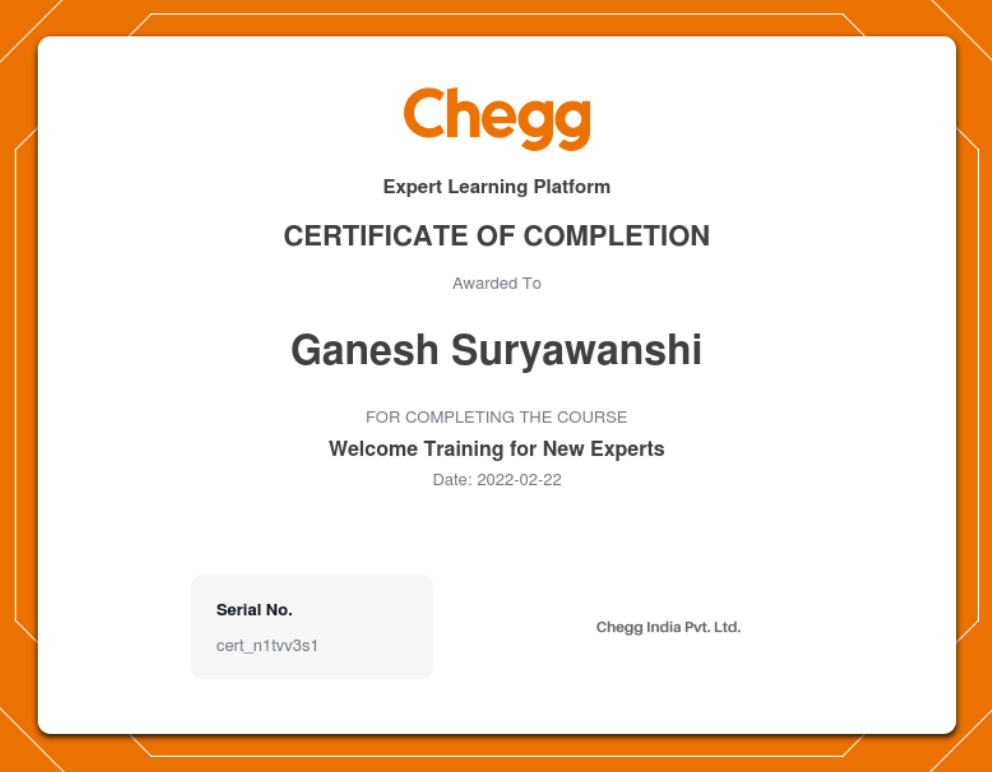 Chegg
Expert Learning Platform
CERTIFICATE OF COMPLETION
Awarded To
Ganesh Suryawanshi
FOR COMPLETING THE COURSE
Welcome Training for New Experts
Date: 2022-02-22
Serial No.
cert_n1tvv3s1
Chegg India Pvt. Ltd.